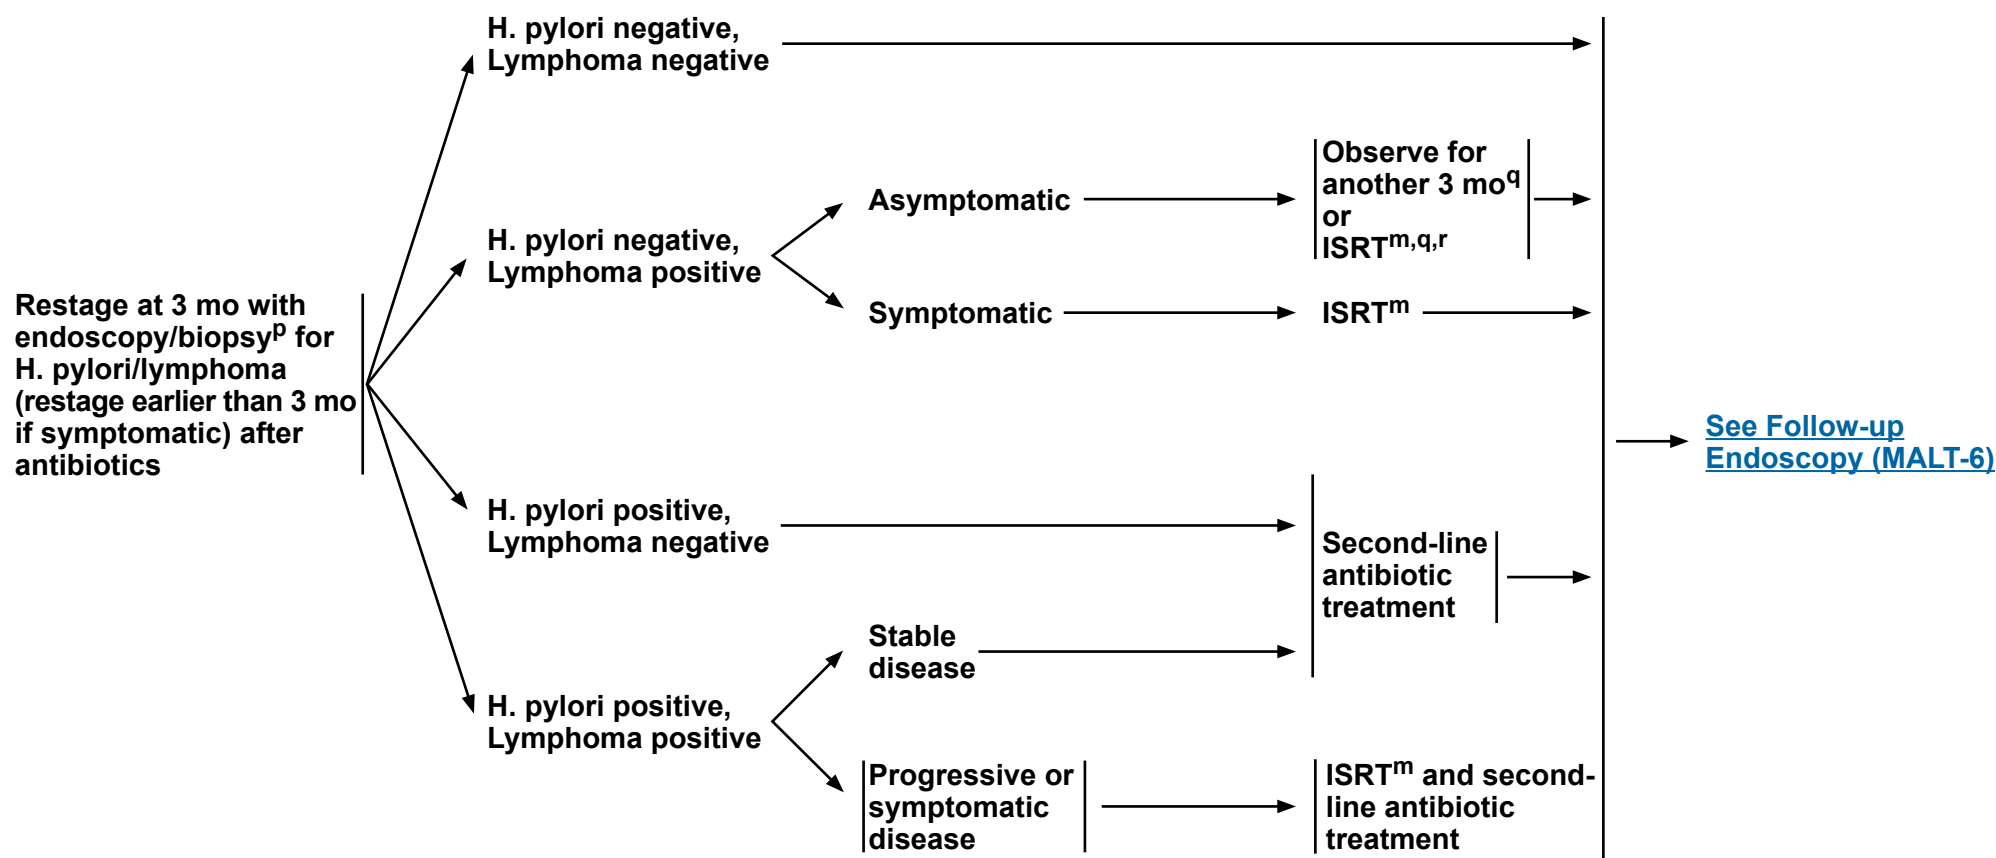 Restage at 3 mo with
endoscopy/biopsyp for
H. pylori/lymphoma
(restage earlier than 3 mo
if symptomatic) after
antibiotics
H. pylori negative,
Lymphoma negative
H. pylori negative,
Lymphoma positive
Asymptomatic
Observe for
another 3 moq
or
ISRTm,q,r
Symptomatic
ISRTm
H. pylori positive,
Lymphoma negative
Second-line
antibiotic
treatment
H. pylori positive,
Lymphoma positive
Stable
disease
Progressive or
symptomatic
disease
ISRTm and second-
line antibiotic
treatment
See Follow-up
Endoscopy (MALT-6)